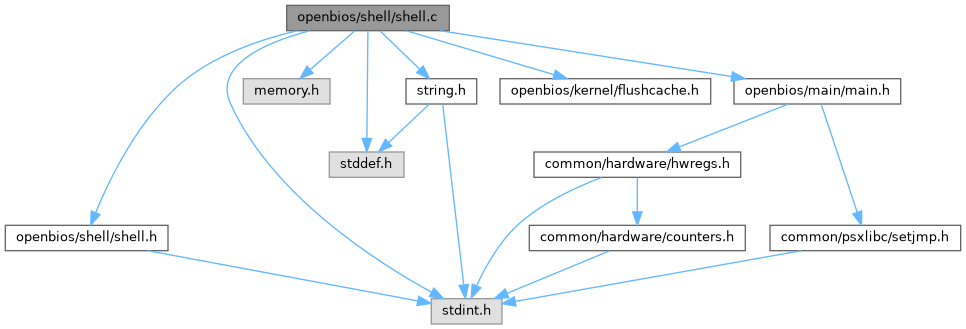 openbios/shell/shell.c
memory.h
string.h
openbios/kernel/flushcache.h
openbios/main/main.h
stddef.h
common/hardware/hwregs.h
openbios/shell/shell.h
common/hardware/counters.h
common/psxlibc/setjmp.h
stdint.h